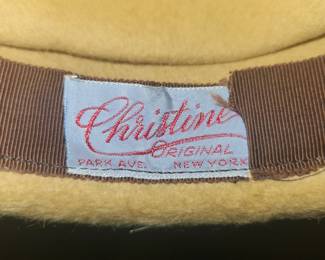 Christine
ORIGINAL
PARK AVE. NEW YORK